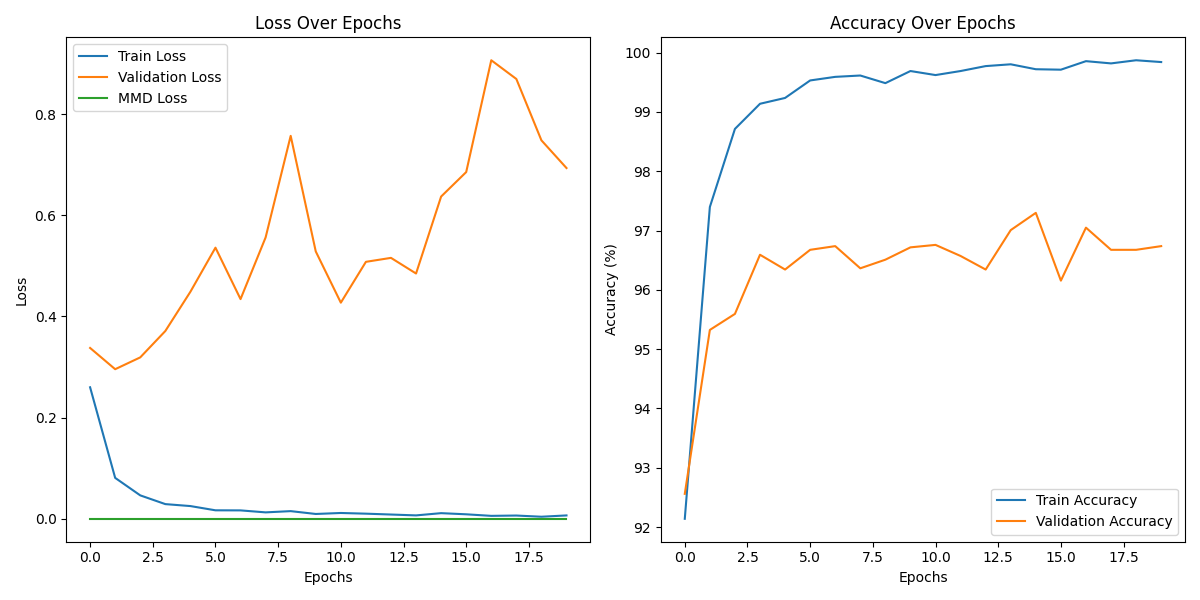 Loss Over Epochs
Train Loss
Validation Loss
MMD Loss
0.8
0.6
0.4
0.2
0.0
Loss
0.0 2.5 5.0 7.5 10.0 12.5 15.0 17.5
Epochs
Accuracy Over Epochs
100
99
98
97
96
95
94
93
92
Accuracy (%)
Train Accuracy
Validation Accuracy
0.0 2.5 5.0 7.5 10.0 12.5 15.0 17.5
Epochs